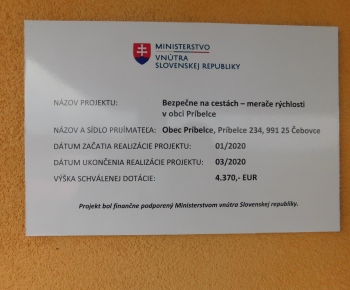 MINISTERSTVO
VNÚTRA
SLOVENSKEJ REPUBLIKY
NÁZOV PROJEKTU: Bezpečne na cestách – merače rýchlosti
v obci Príbelce
NÁZOV A SÍDLO PRIJÍMATEĽA: Obec Príbelce, Príbelce 234, 991 25 Čebovce
DÁTUM ZAČATIA REALIZÁCIE PROJEKTU: 01/2020
DÁTUM UKONČENIA REALIZÁCIE PROJEKTU: 03/2020
VÝŠKA SCHVÁLENEJ DOTÁCIE: 4.370,- EUR
Projekt bol finančne podporený Ministerstvom vnútra Slovenskej republiky.